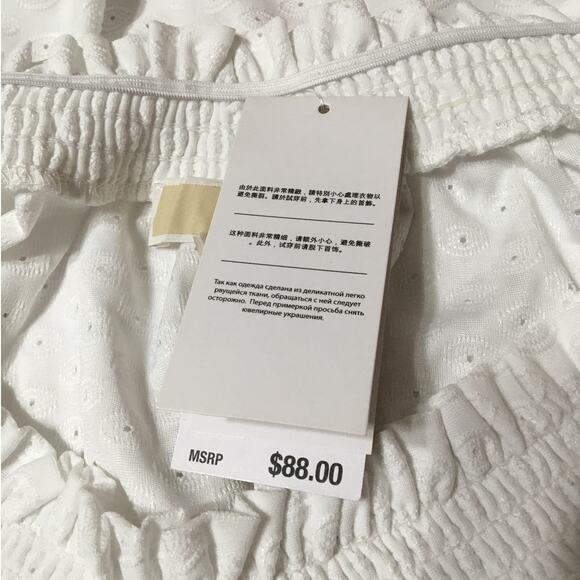 由於此面料非常精緻，請特別小心處理衣物以
避免撕裂。請於試穿前，先拿下身上的首飾。
这种面料非常精细，请额外小心，避免撕破
。此外，试穿前请脱下首饰。
Так как одежда сделана из деликатной легко
рвущейся ткани, обращаться с ней следует
осторожно. Перед примеркой просьба снять
ювелирные украшения.
MSRP $88.00